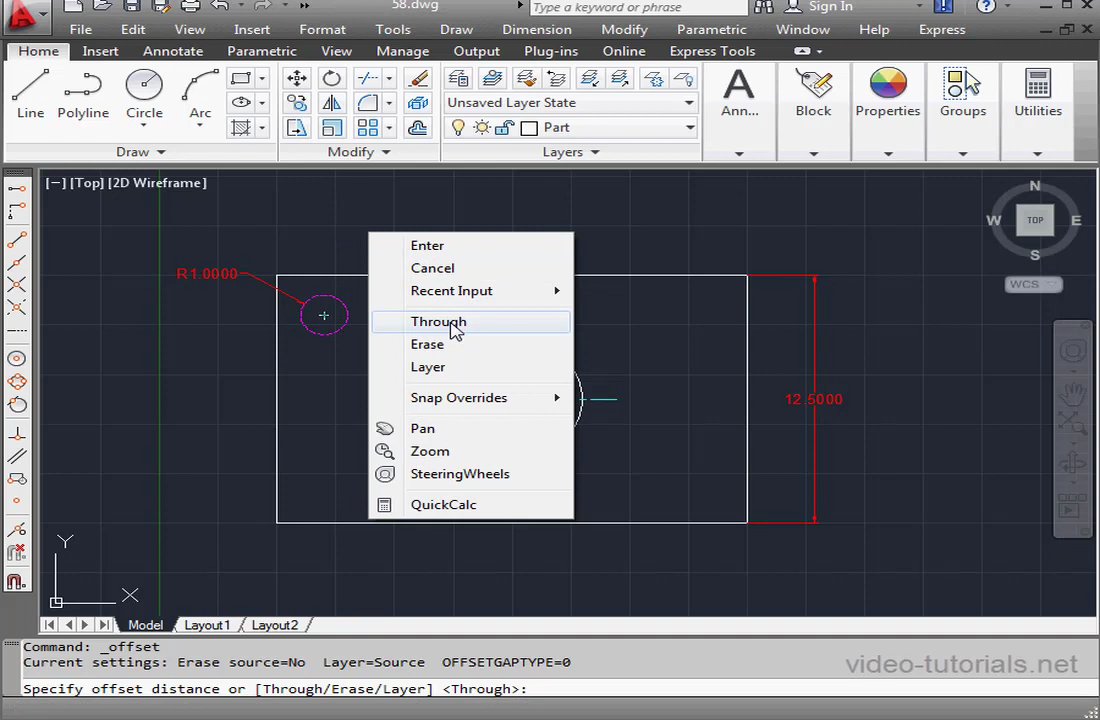 58.dwg
Type a keyword or phrase
Sign In
File Edit View Insert Format Tools Draw Dimension Modify Parametric Window Help Express
Home Insert Annotate Parametric View Manage Output Plug-ins Online Express Tools
Line Polyline Circle Arc
Unsaved Layer State
Part
Ann... Block Properties Groups Utilities
Draw Modify Layers
[−] [Top] [2D Wireframe]
N
W TOP E
S
WCS
R1.0000
12.5000
Enter
Cancel
Recent Input
Through
Erase
Layer
Snap Overrides
Pan
Zoom
SteeringWheels
QuickCalc
Y
X
Model Layout1 Layout2
Command: _offset
Current settings: Erase source=No Layer=Source OFFSETGAPTYPE=0
Specify offset distance or [Through/Erase/Layer] <Through>:
video-tutorials.net